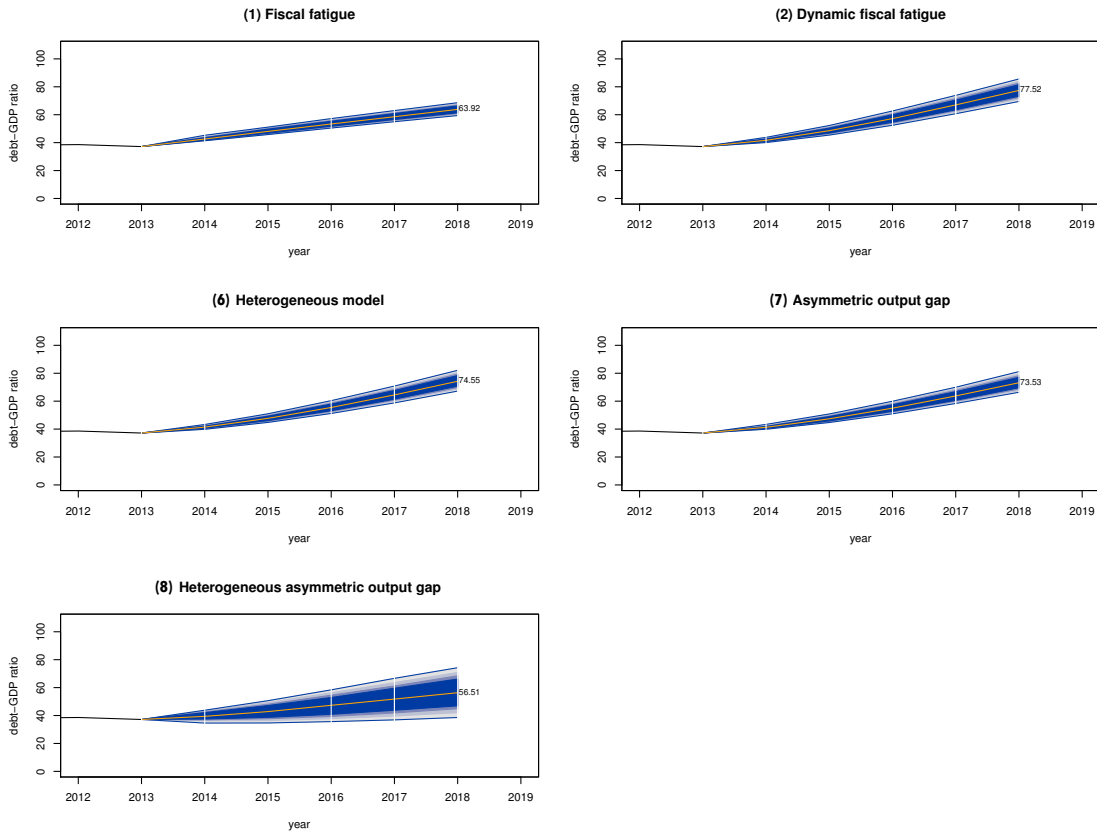 (1) Fiscal fatigue
debt−GDP ratio
100
80
60
40
20
0
63.92
2012 2013 2014 2015 2016 2017 2018 2019
year
(2) Dynamic fiscal fatigue
debt−GDP ratio
100
80
60
40
20
0
77.52
2012 2013 2014 2015 2016 2017 2018 2019
year
(6) Heterogeneous model
debt−GDP ratio
100
80
60
40
20
0
74.55
2012 2013 2014 2015 2016 2017 2018 2019
year
(7) Asymmetric output gap
debt−GDP ratio
100
80
60
40
20
0
73.53
2012 2013 2014 2015 2016 2017 2018 2019
year
(8) Heterogeneous asymmetric output gap
debt−GDP ratio
100
80
60
40
20
0
56.51
2012 2013 2014 2015 2016 2017 2018 2019
year